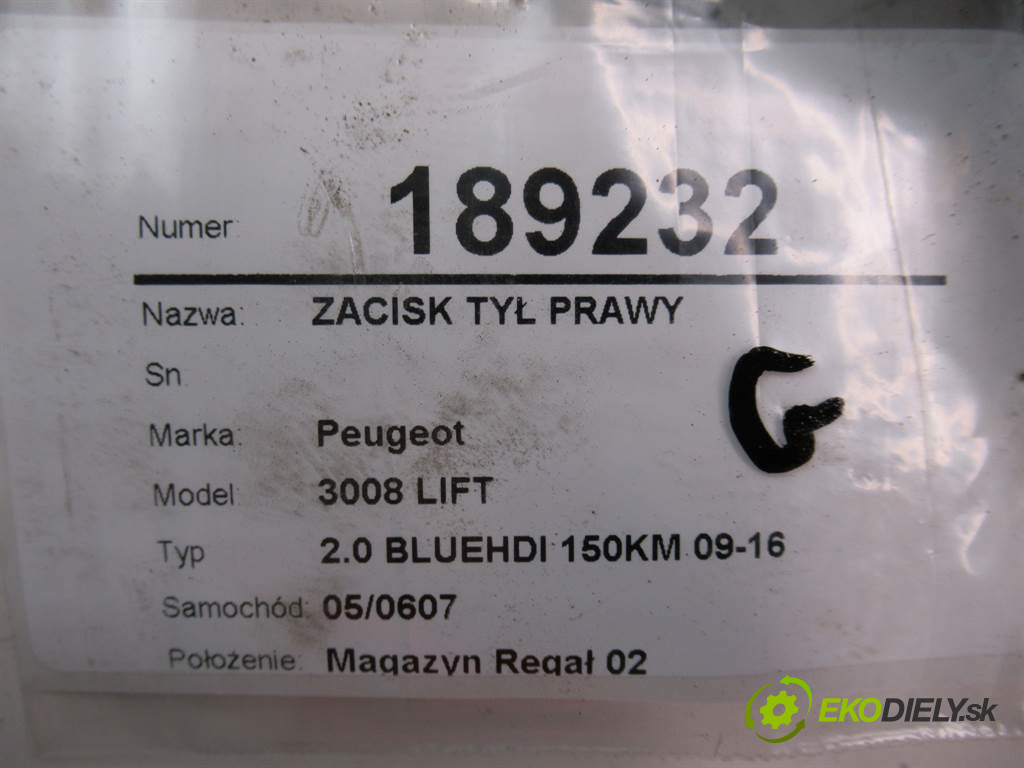 Numer: 189232
Nazwa: ZACISK TYŁ PRAWY
Sn
Marka: Peugeot
Model: 3008 LIFT
Typ 2.0 BLUEHDI 150KM 09-16
Samochód: 05/0607
Położenie: Magazyn Regał 02
G
EKODIELY.sk